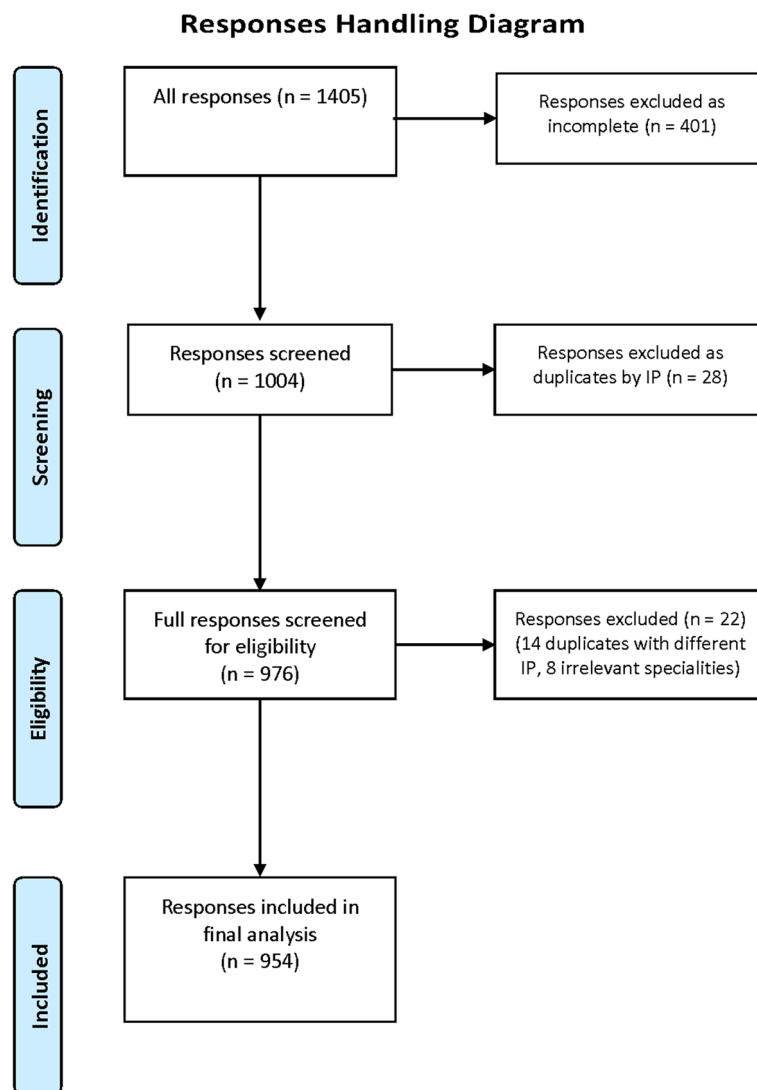 Responses Handling Diagram
Identification
All responses (n = 1405)
Responses excluded as
incomplete (n = 401)
Screening
Responses screened
(n = 1004)
Responses excluded as
duplicates by IP (n = 28)
Eligibility
Full responses screened
for eligibility
(n = 976)
Responses excluded (n = 22)
(14 duplicates with different
IP, 8 irrelevant specialities)
Included
Responses included in
final analysis
(n = 954)